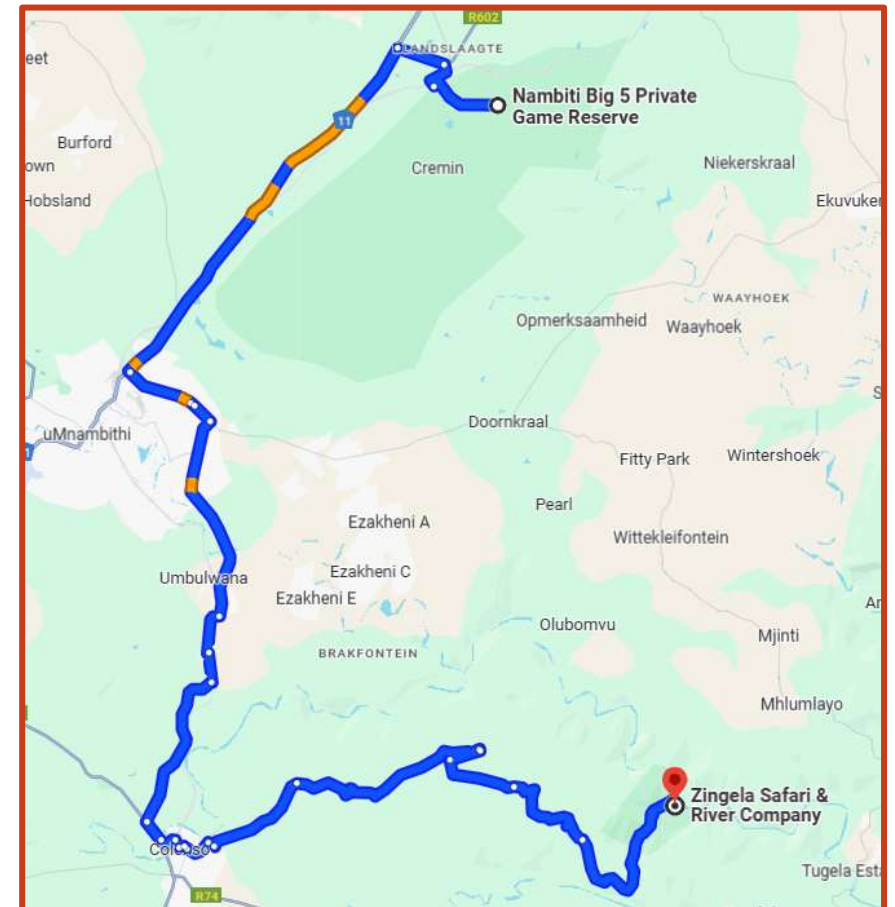 R602
LANDSLAAGTE
eet
Nambiti Big 5 Private
Game Reserve
11
Burford
own
Cremin
Niekerskraal
Hobsland
Ekuvuke
WAAYHOEK
Opmerksaamheid
Waayhoek
S
Doornkraal
uMnambithi
Fitty Park
Wintershoek
Pearl
Ezakheni A
Wittekleifontein
Ezakheni C
Umbulwana
Ezakheni E
Ar
Olubomvu
Mjinti
BRAKFONTEIN
Mhlumlayo
Zingela Safari &
River Company
Colenso
Tugela Esta
R74